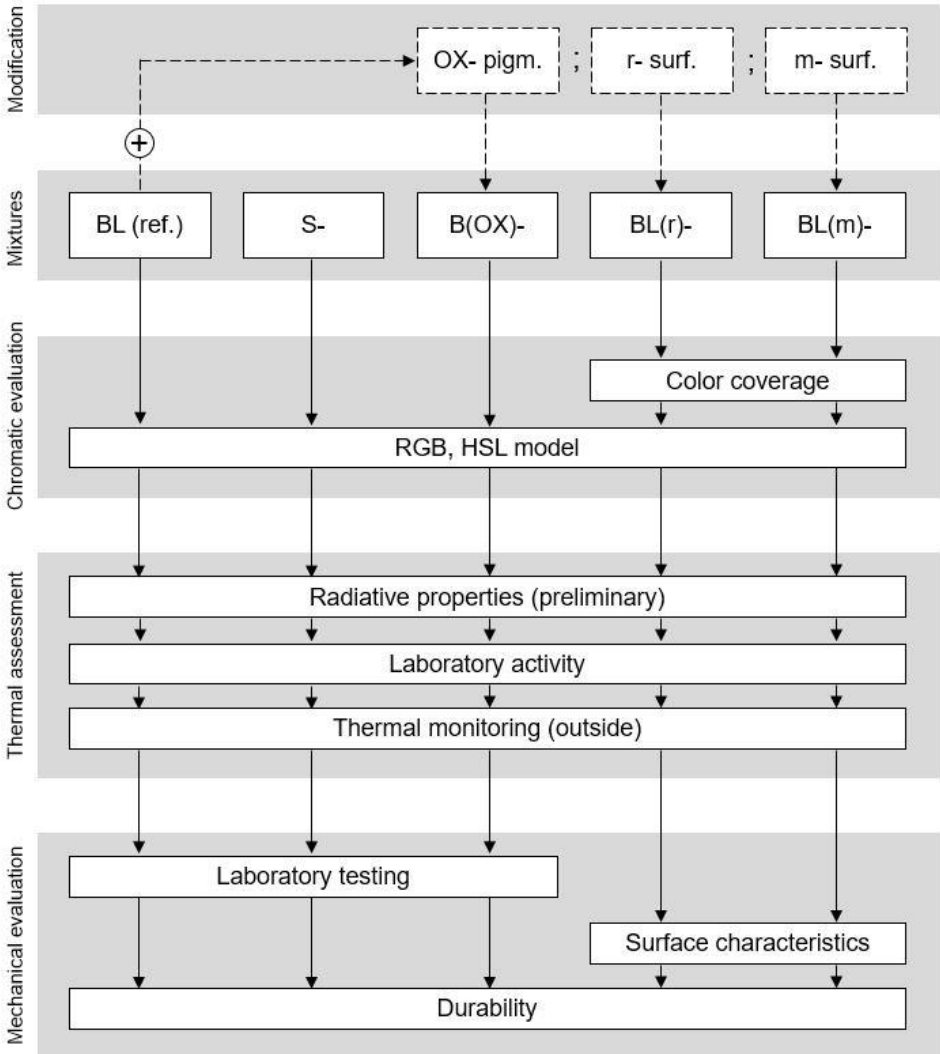 Modification
OX- pigm. ; r- surf. ; m- surf.
+
Mixtures
BL (ref.) S- B(OX)- BL(r)- BL(m)-
Chromatic evaluation
Color coverage
RGB, HSL model
Thermal assessment
Radiative properties (preliminary)
Laboratory activity
Thermal monitoring (outside)
Mechanical evaluation
Laboratory testing
Surface characteristics
Durability